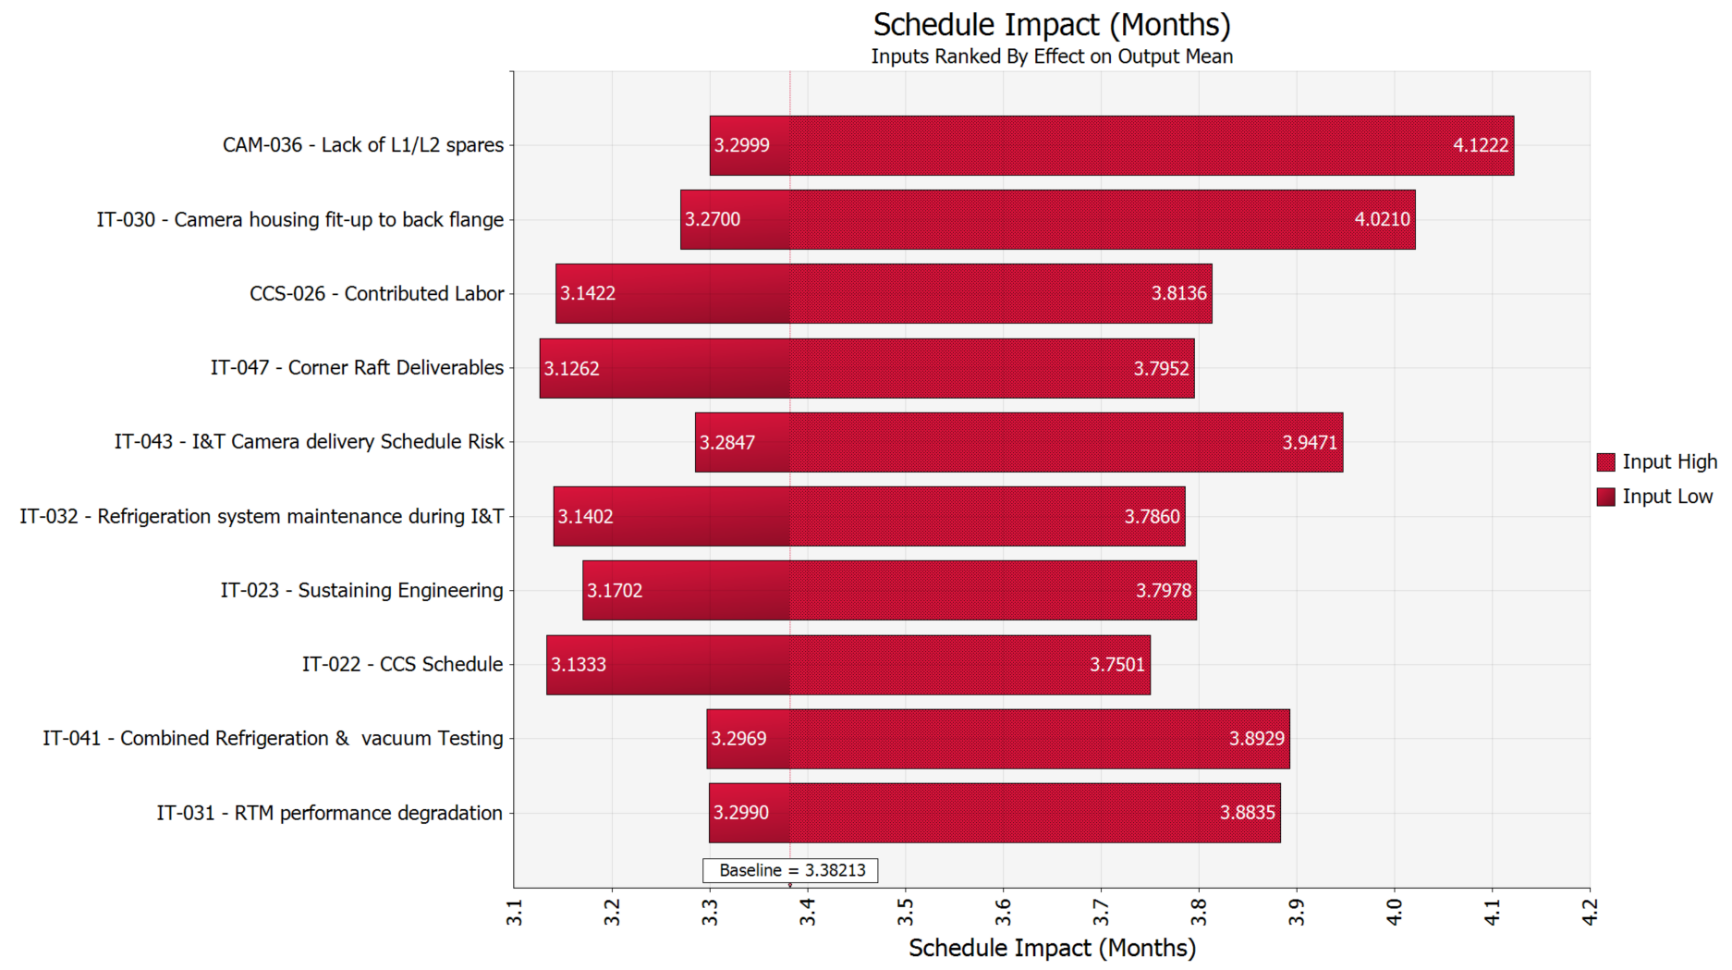 Schedule Impact (Months)
Inputs Ranked By Effect on Output Mean
CAM-036 - Lack of L1/L2 spares 3.2999 4.1222
IT-030 - Camera housing fit-up to back flange 3.2700 4.0210
CCS-026 - Contributed Labor 3.1422 3.8136
IT-047 - Corner Raft Deliverables 3.1262 3.7952
IT-043 - I&T Camera delivery Schedule Risk 3.2847 3.9471
Input High
Input Low
IT-032 - Refrigeration system maintenance during I&T 3.1402 3.7860
IT-023 - Sustaining Engineering 3.1702 3.7978
IT-022 - CCS Schedule 3.1333 3.7501
IT-041 - Combined Refrigeration &  vacuum Testing 3.2969 3.8929
IT-031 - RTM performance degradation 3.2990 3.8835
Baseline = 3.38213
3.1 3.2 3.3 3.4 3.5 3.6 3.7 3.8 3.9 4.0 4.1 4.2
Schedule Impact (Months)